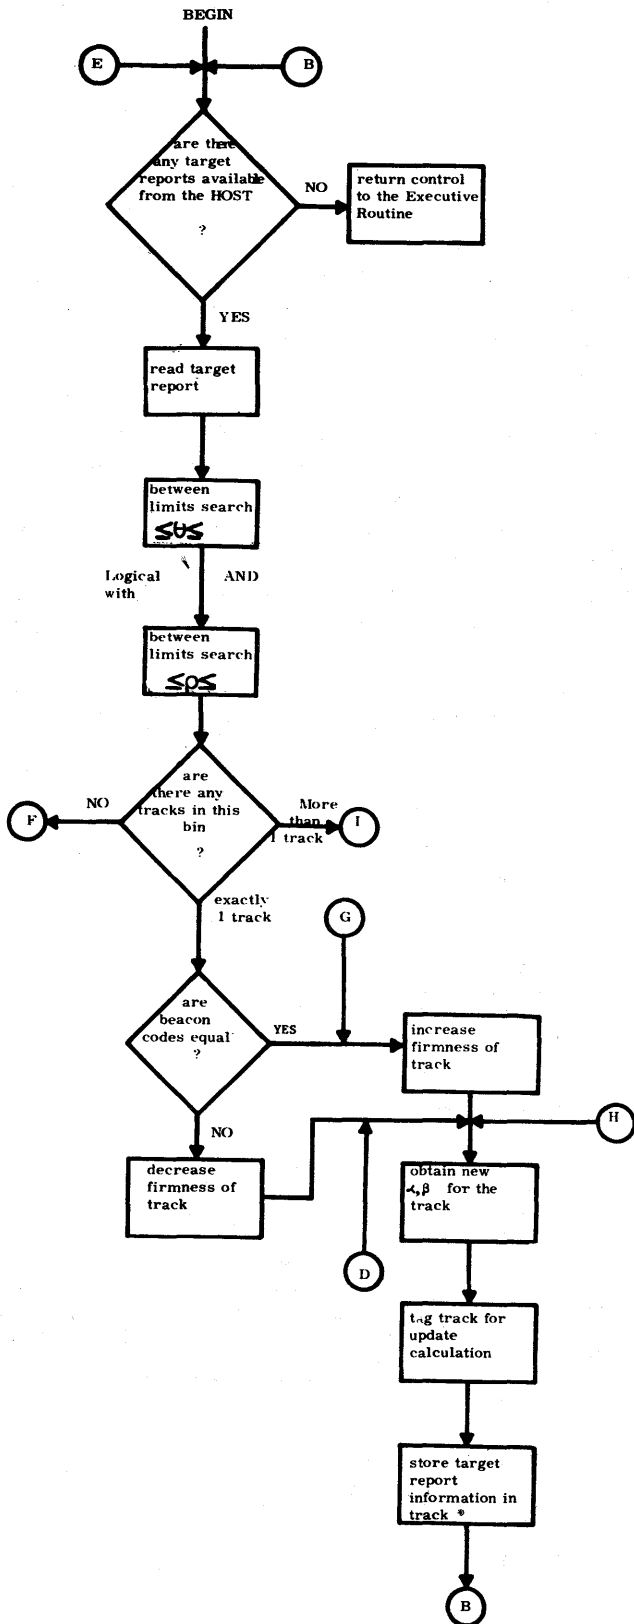 BEGIN
E
B
are there
any target
reports available
from the HOST
?
NO
return control
to the Executive
Routine
YES
read target
report
between
limits search
≤θ≤
Logical AND
with
between
limits search
≤ρ≤
are
there any
tracks in this
bin
?
NO
F
More
than
1 track
I
exactly
1 track
G
are
beacon
codes equal
?
YES
increase
firmness of
track
H
NO
decrease
firmness of
track
D
obtain new
α,β for the
track
tag track for
update
calculation
store target
report
information in
track *
B